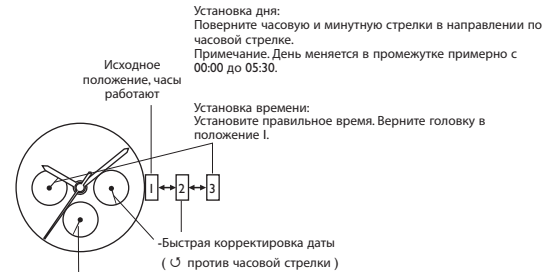 Установка дня:
Поверните часовую и минутную стрелки в направлении по
часовой стрелке.
Примечание. День меняется в промежутке примерно с
00:00 до 05:30.
Исходное
положение, часы
работают
Установка времени:
Установите правильное время. Верните головку в
положение I.
I 2 3
-Быстрая корректировка даты
( ↺ против часовой стрелки )